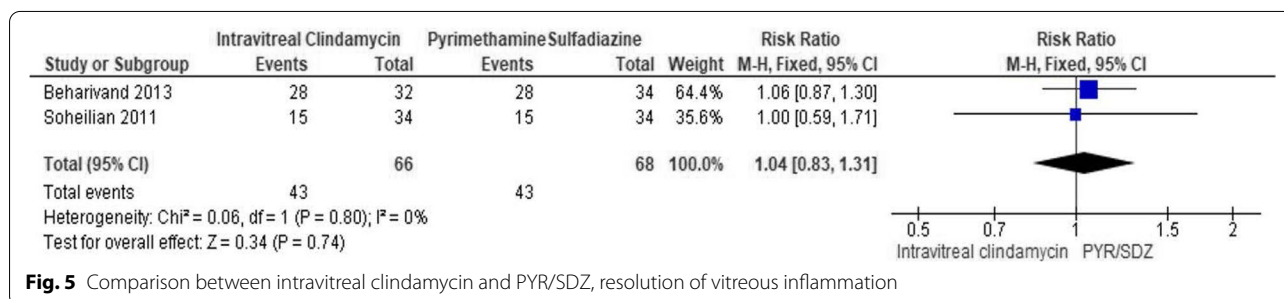 Intravitreal Clindamycin Pyrimethamine Sulfadiazine Risk Ratio Risk Ratio
Study or Subgroup Events Total Events Total Weight M-H, Fixed, 95% CI M-H, Fixed, 95% CI
Beharivand 2013 28 32 28 34 64.4% 1.06 [0.87, 1.30]
Soheilian 2011 15 34 15 34 35.6% 1.00 [0.59, 1.71]
Total (95% CI) 66 68 100.0% 1.04 [0.83, 1.31]
Total events 43 43
Heterogeneity: Chi² = 0.06, df = 1 (P = 0.80); I² = 0%
Test for overall effect: Z = 0.34 (P = 0.74)
0.5 0.7 1 1.5 2
Intravitreal clindamycin PYR/SDZ
Fig. 5 Comparison between intravitreal clindamycin and PYR/SDZ, resolution of vitreous inflammation